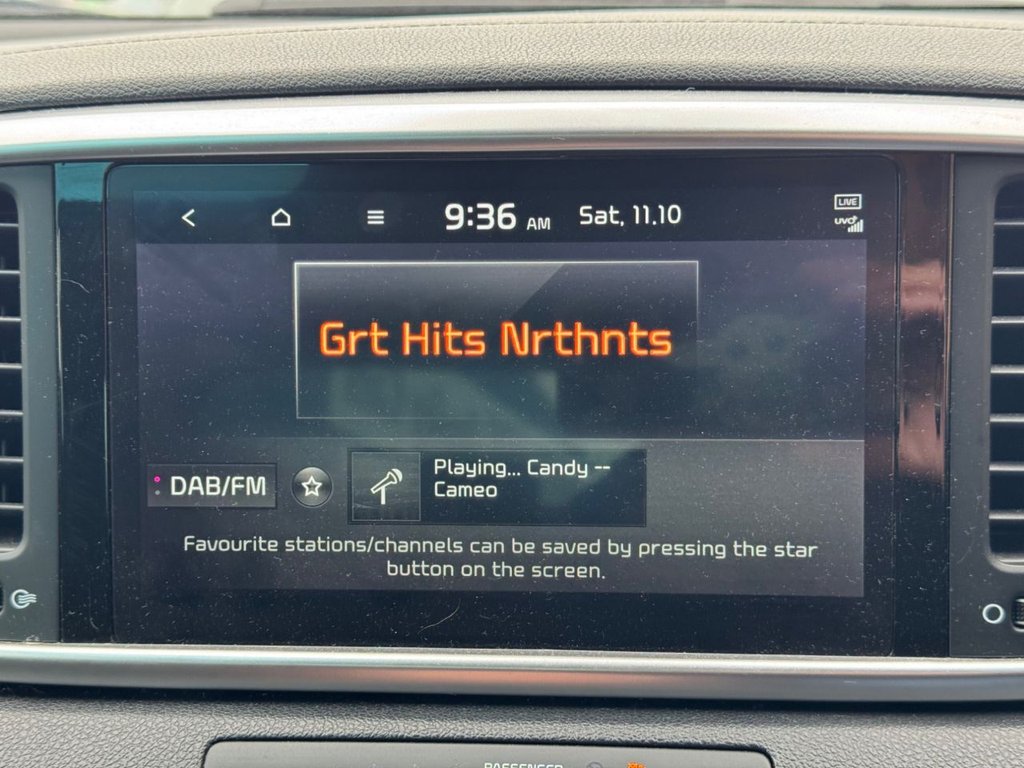 9:36 AM Sat, 11.10
LIVE
UVO
Grt Hits Nrthnts
DAB/FM
Playing... Candy --
Cameo
Favourite stations/channels can be saved by pressing the star
button on the screen.
PASSENGER